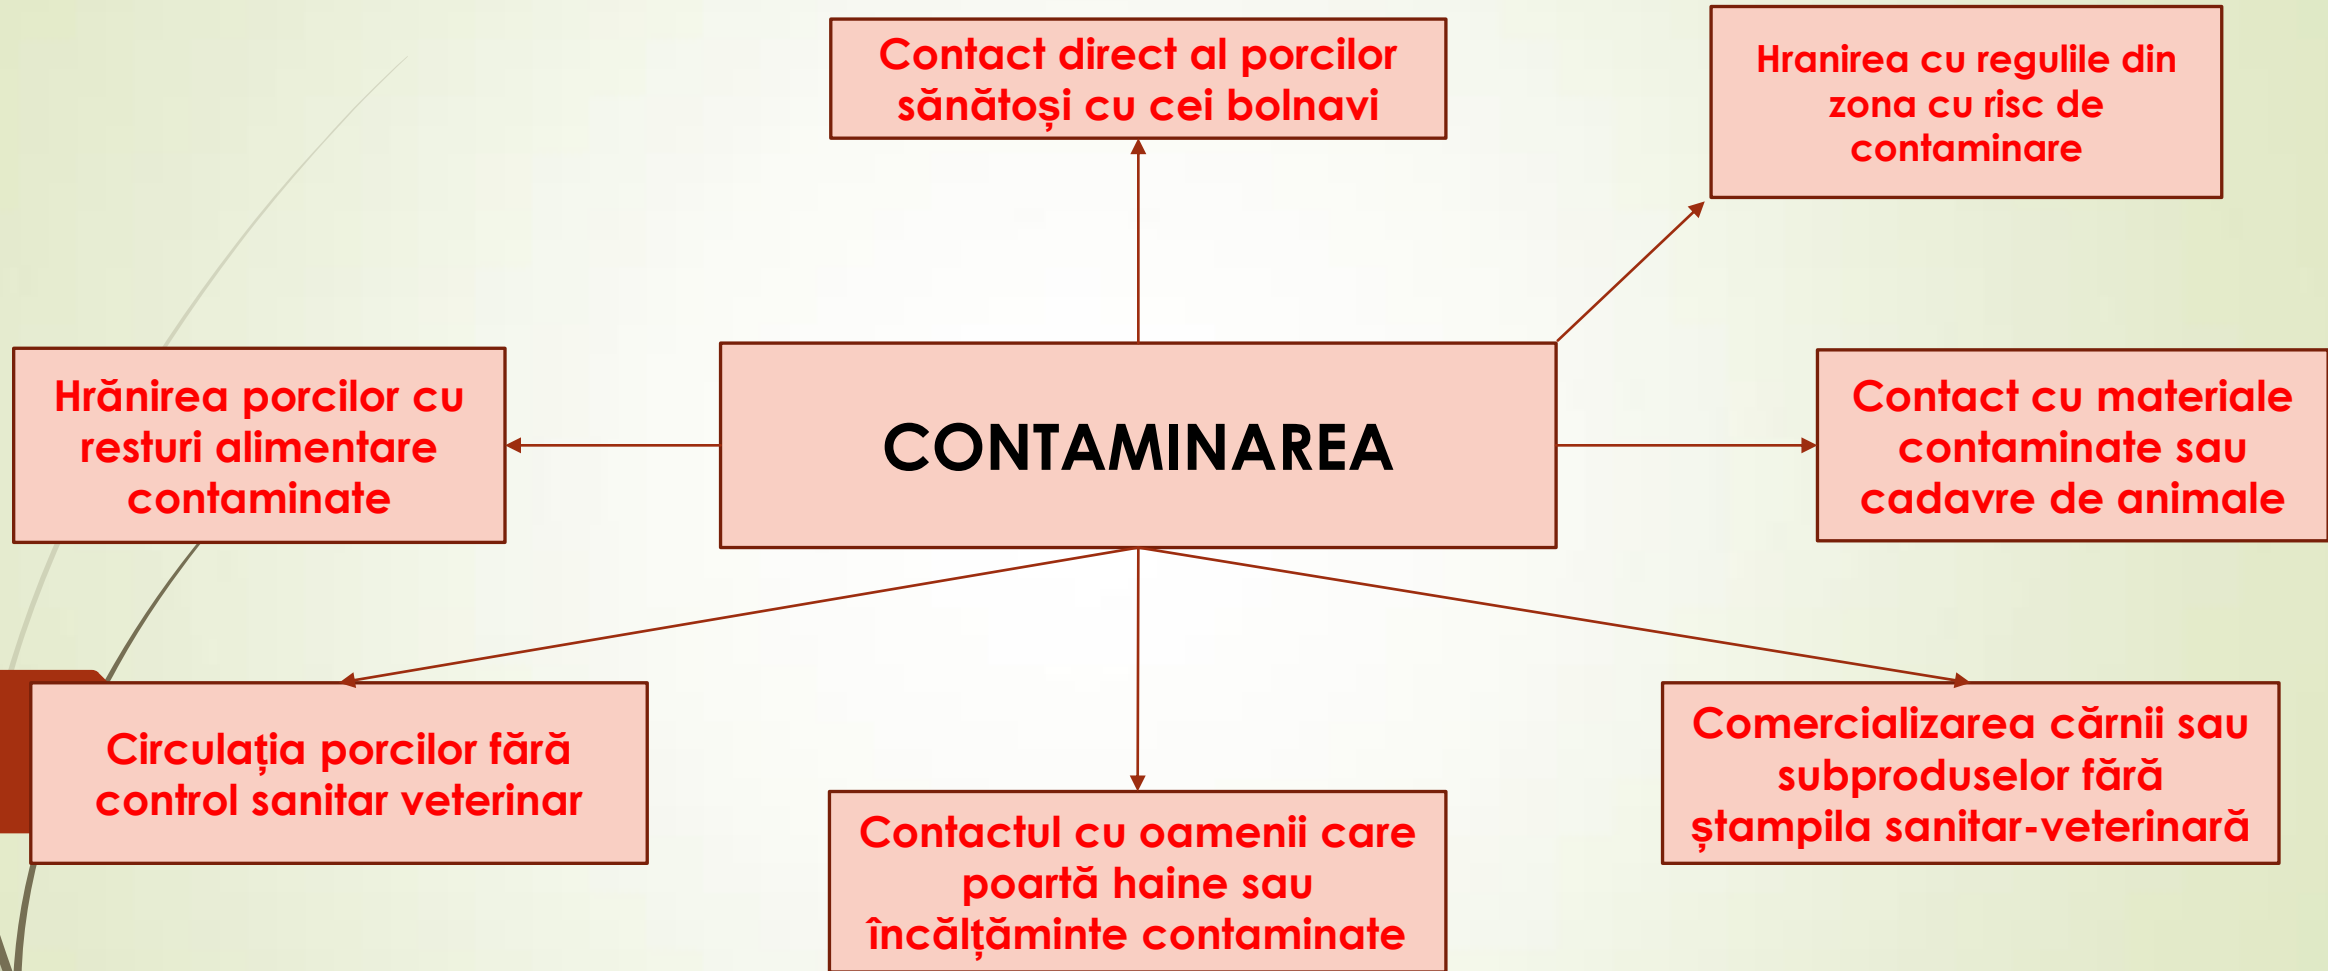 Contact direct al porcilor
sănătoși cu cei bolnavi
Hranirea cu regulile din
zona cu risc de
contaminare
Hrănirea porcilor cu
resturi alimentare
contaminate
CONTAMINAREA
Contact cu materiale
contaminate sau
cadavre de animale
Circulația porcilor fără
control sanitar veterinar
Contactul cu oamenii care
poartă haine sau
încălțăminte contaminate
Comercializarea cărnii sau
subproduselor fără
ștampila sanitar-veterinară